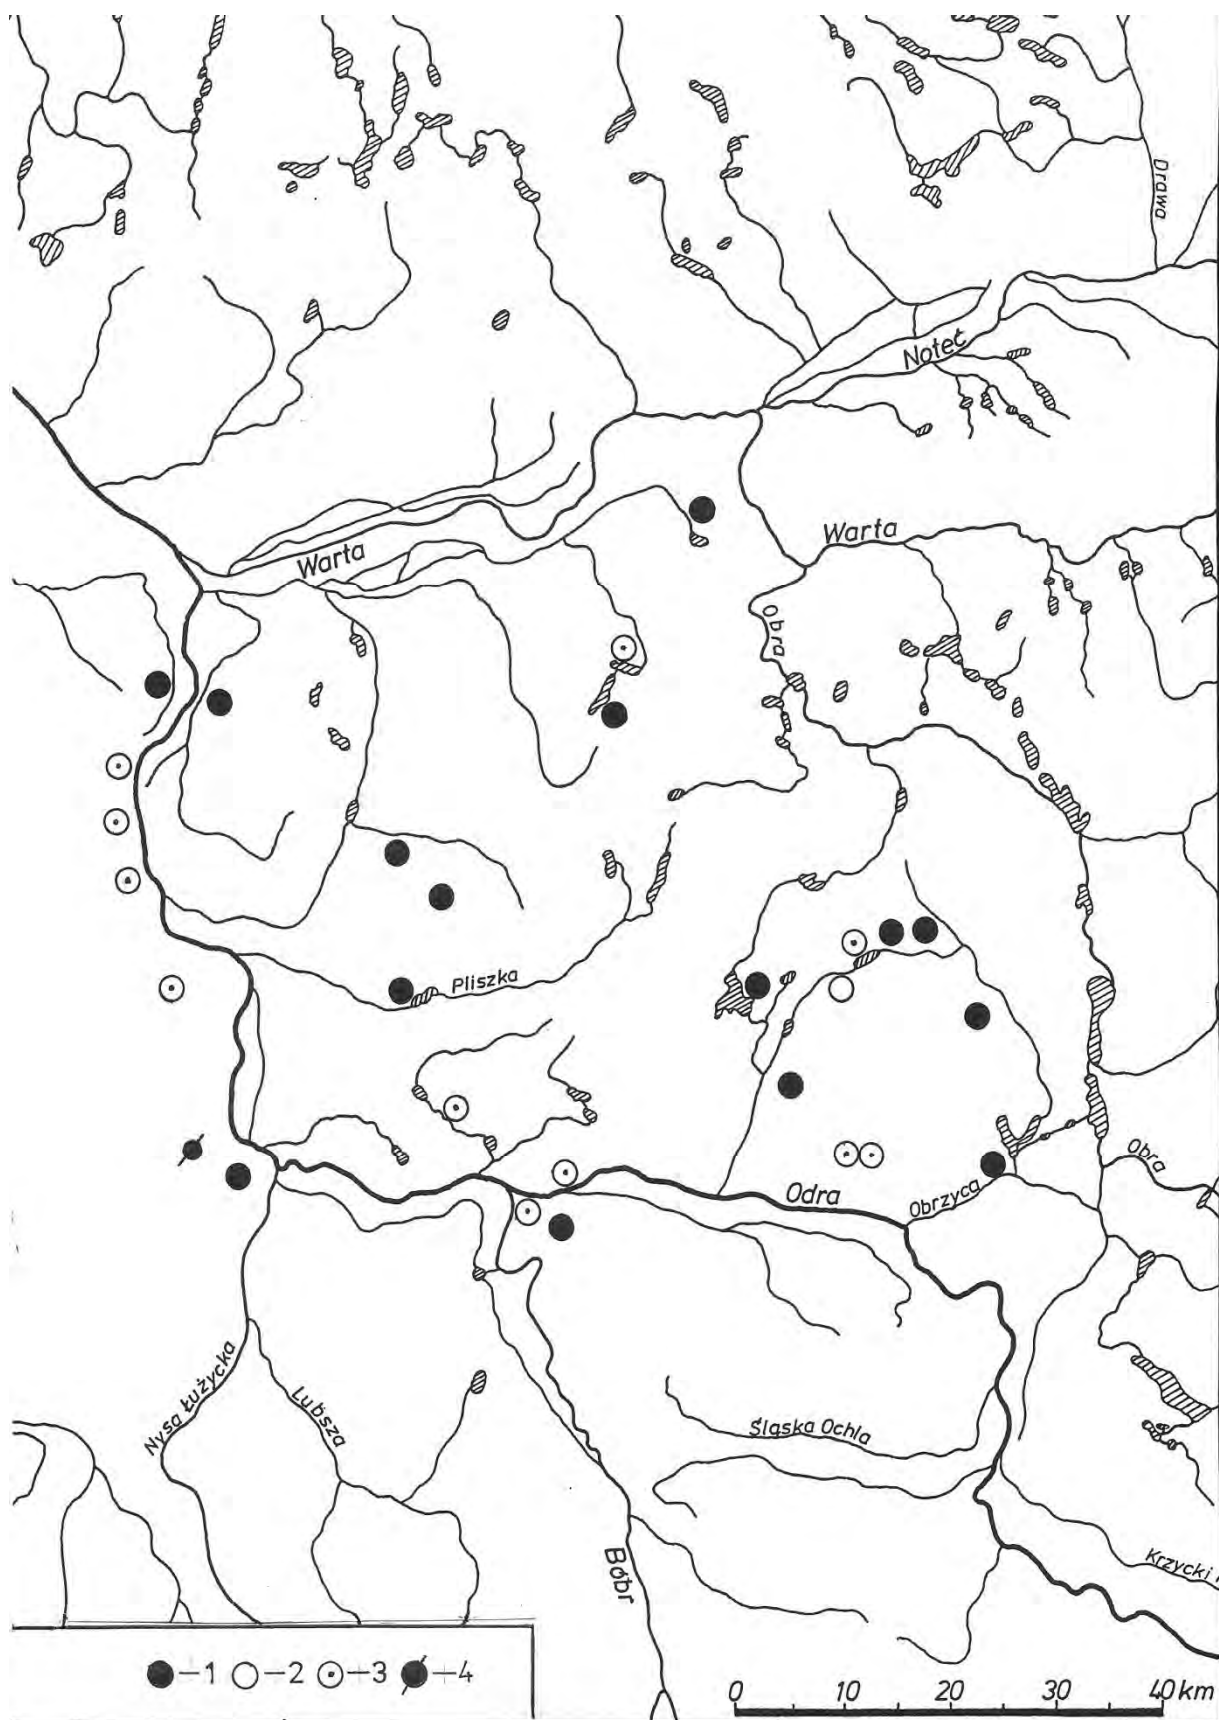 Drawa
Noteć
Warta
Warta
Obra
Pliszka
Odra
Obrzyca
Obra
Nysa Łużycka
Lubsza
Śląska Ochla
Bóbr
Krzycki
-1 -2 -3 -4
0 10 20 30 40 km